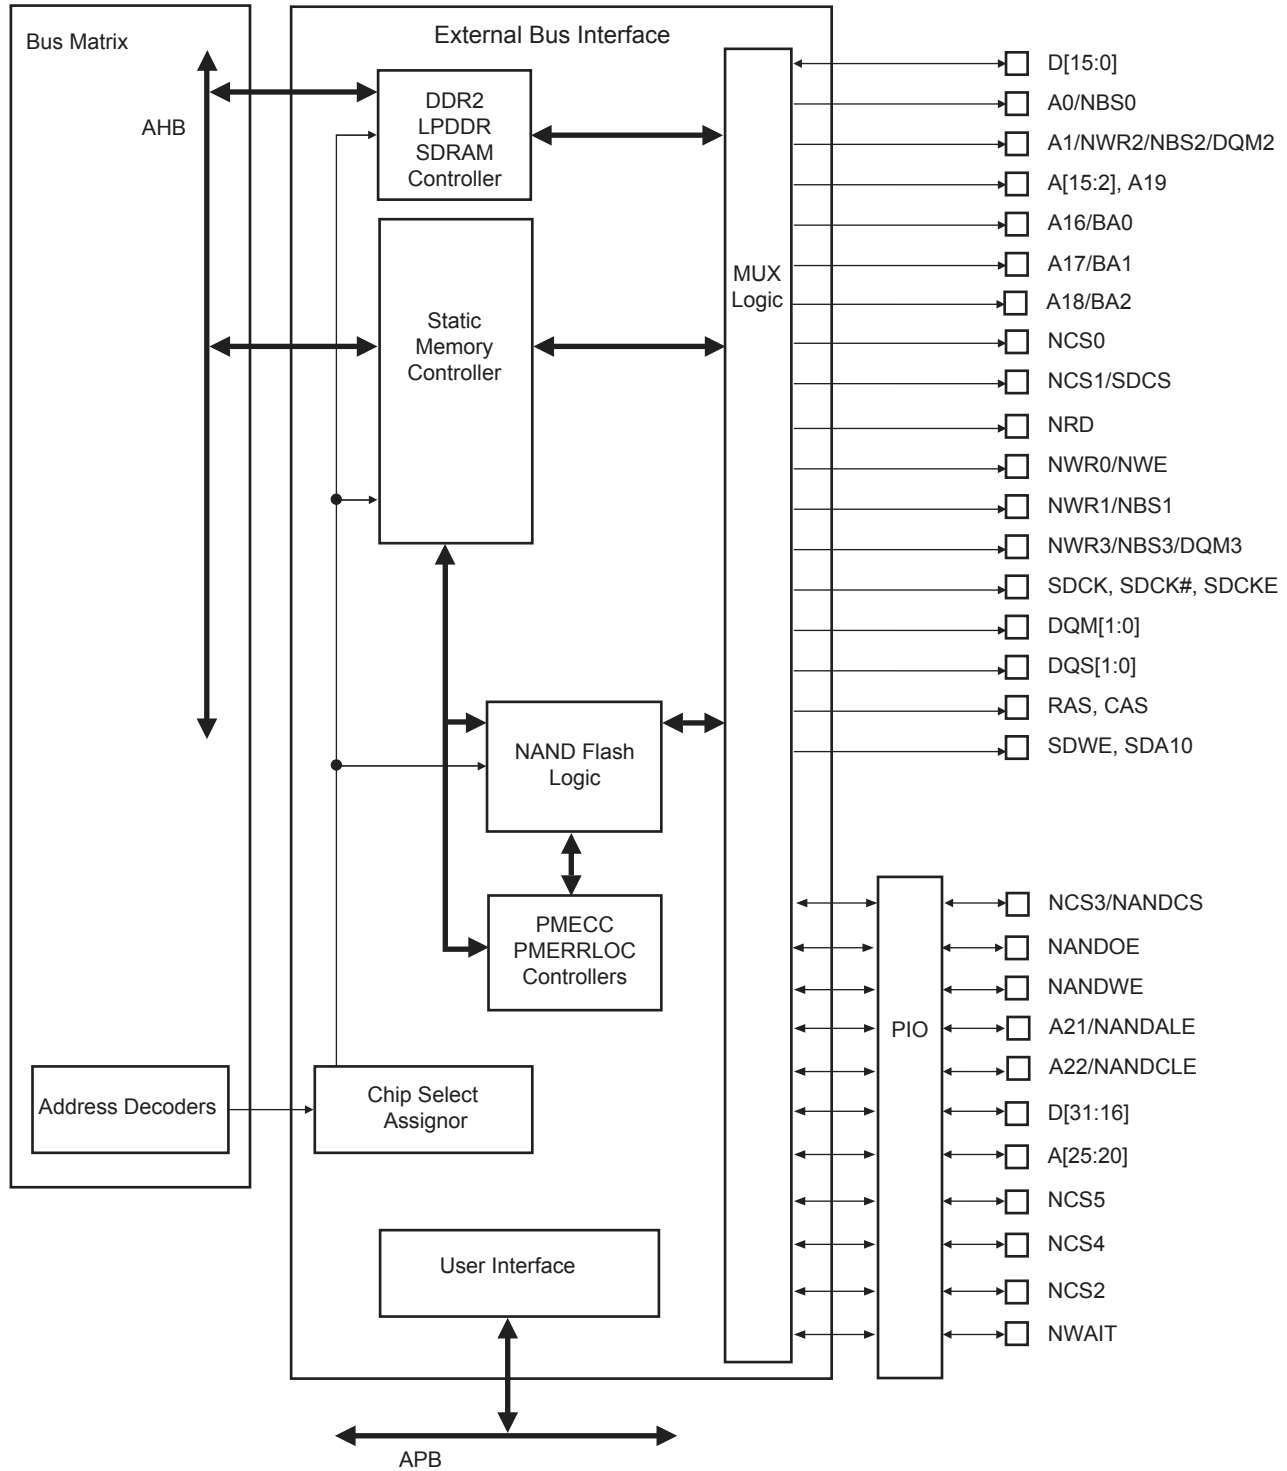 Bus Matrix
External Bus Interface
AHB
DDR2
LPDDR
SDRAM
Controller
Static
Memory
Controller
MUX
Logic
NAND Flash
Logic
PMECC
PMERRLOC
Controllers
Address Decoders
Chip Select
Assignor
User Interface
APB
PIO
D[15:0]
A0/NBS0
A1/NWR2/NBS2/DQM2
A[15:2], A19
A16/BA0
A17/BA1
A18/BA2
NCS0
NCS1/SDCS
NRD
NWR0/NWE
NWR1/NBS1
NWR3/NBS3/DQM3
SDCK, SDCK#, SDCKE
DQM[1:0]
DQS[1:0]
RAS, CAS
SDWE, SDA10
NCS3/NANDCS
NANDOE
NANDWE
A21/NANDALE
A22/NANDCLE
D[31:16]
A[25:20]
NCS5
NCS4
NCS2
NWAIT